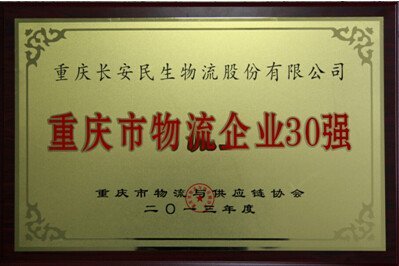 重庆长安民生物流股份有限公司
重庆市物流企业30强
重庆市物流与供应链协会
二〇一三年度